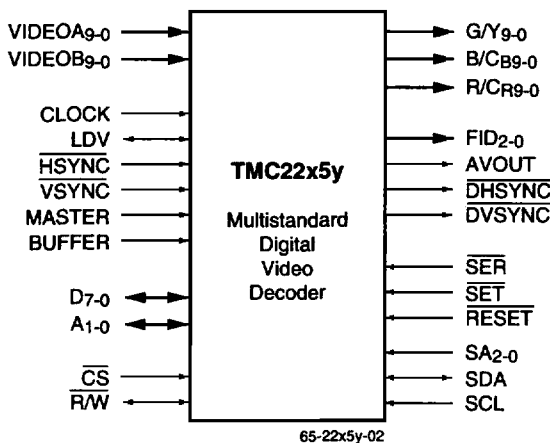 VIDEOA9-0
VIDEOB9-0
CLOCK
LDV
HSYNC
VSYNC
MASTER
BUFFER
D7-0
A1-0
CS
R/W
TMC22x5y
Multistandard
Digital
Video
Decoder
G/Y9-0
B/CB9-0
R/CR9-0
FID2-0
AVOUT
DHSYNC
DVSYNC
SER
SET
RESET
SA2-0
SDA
SCL
65-22x5y-02